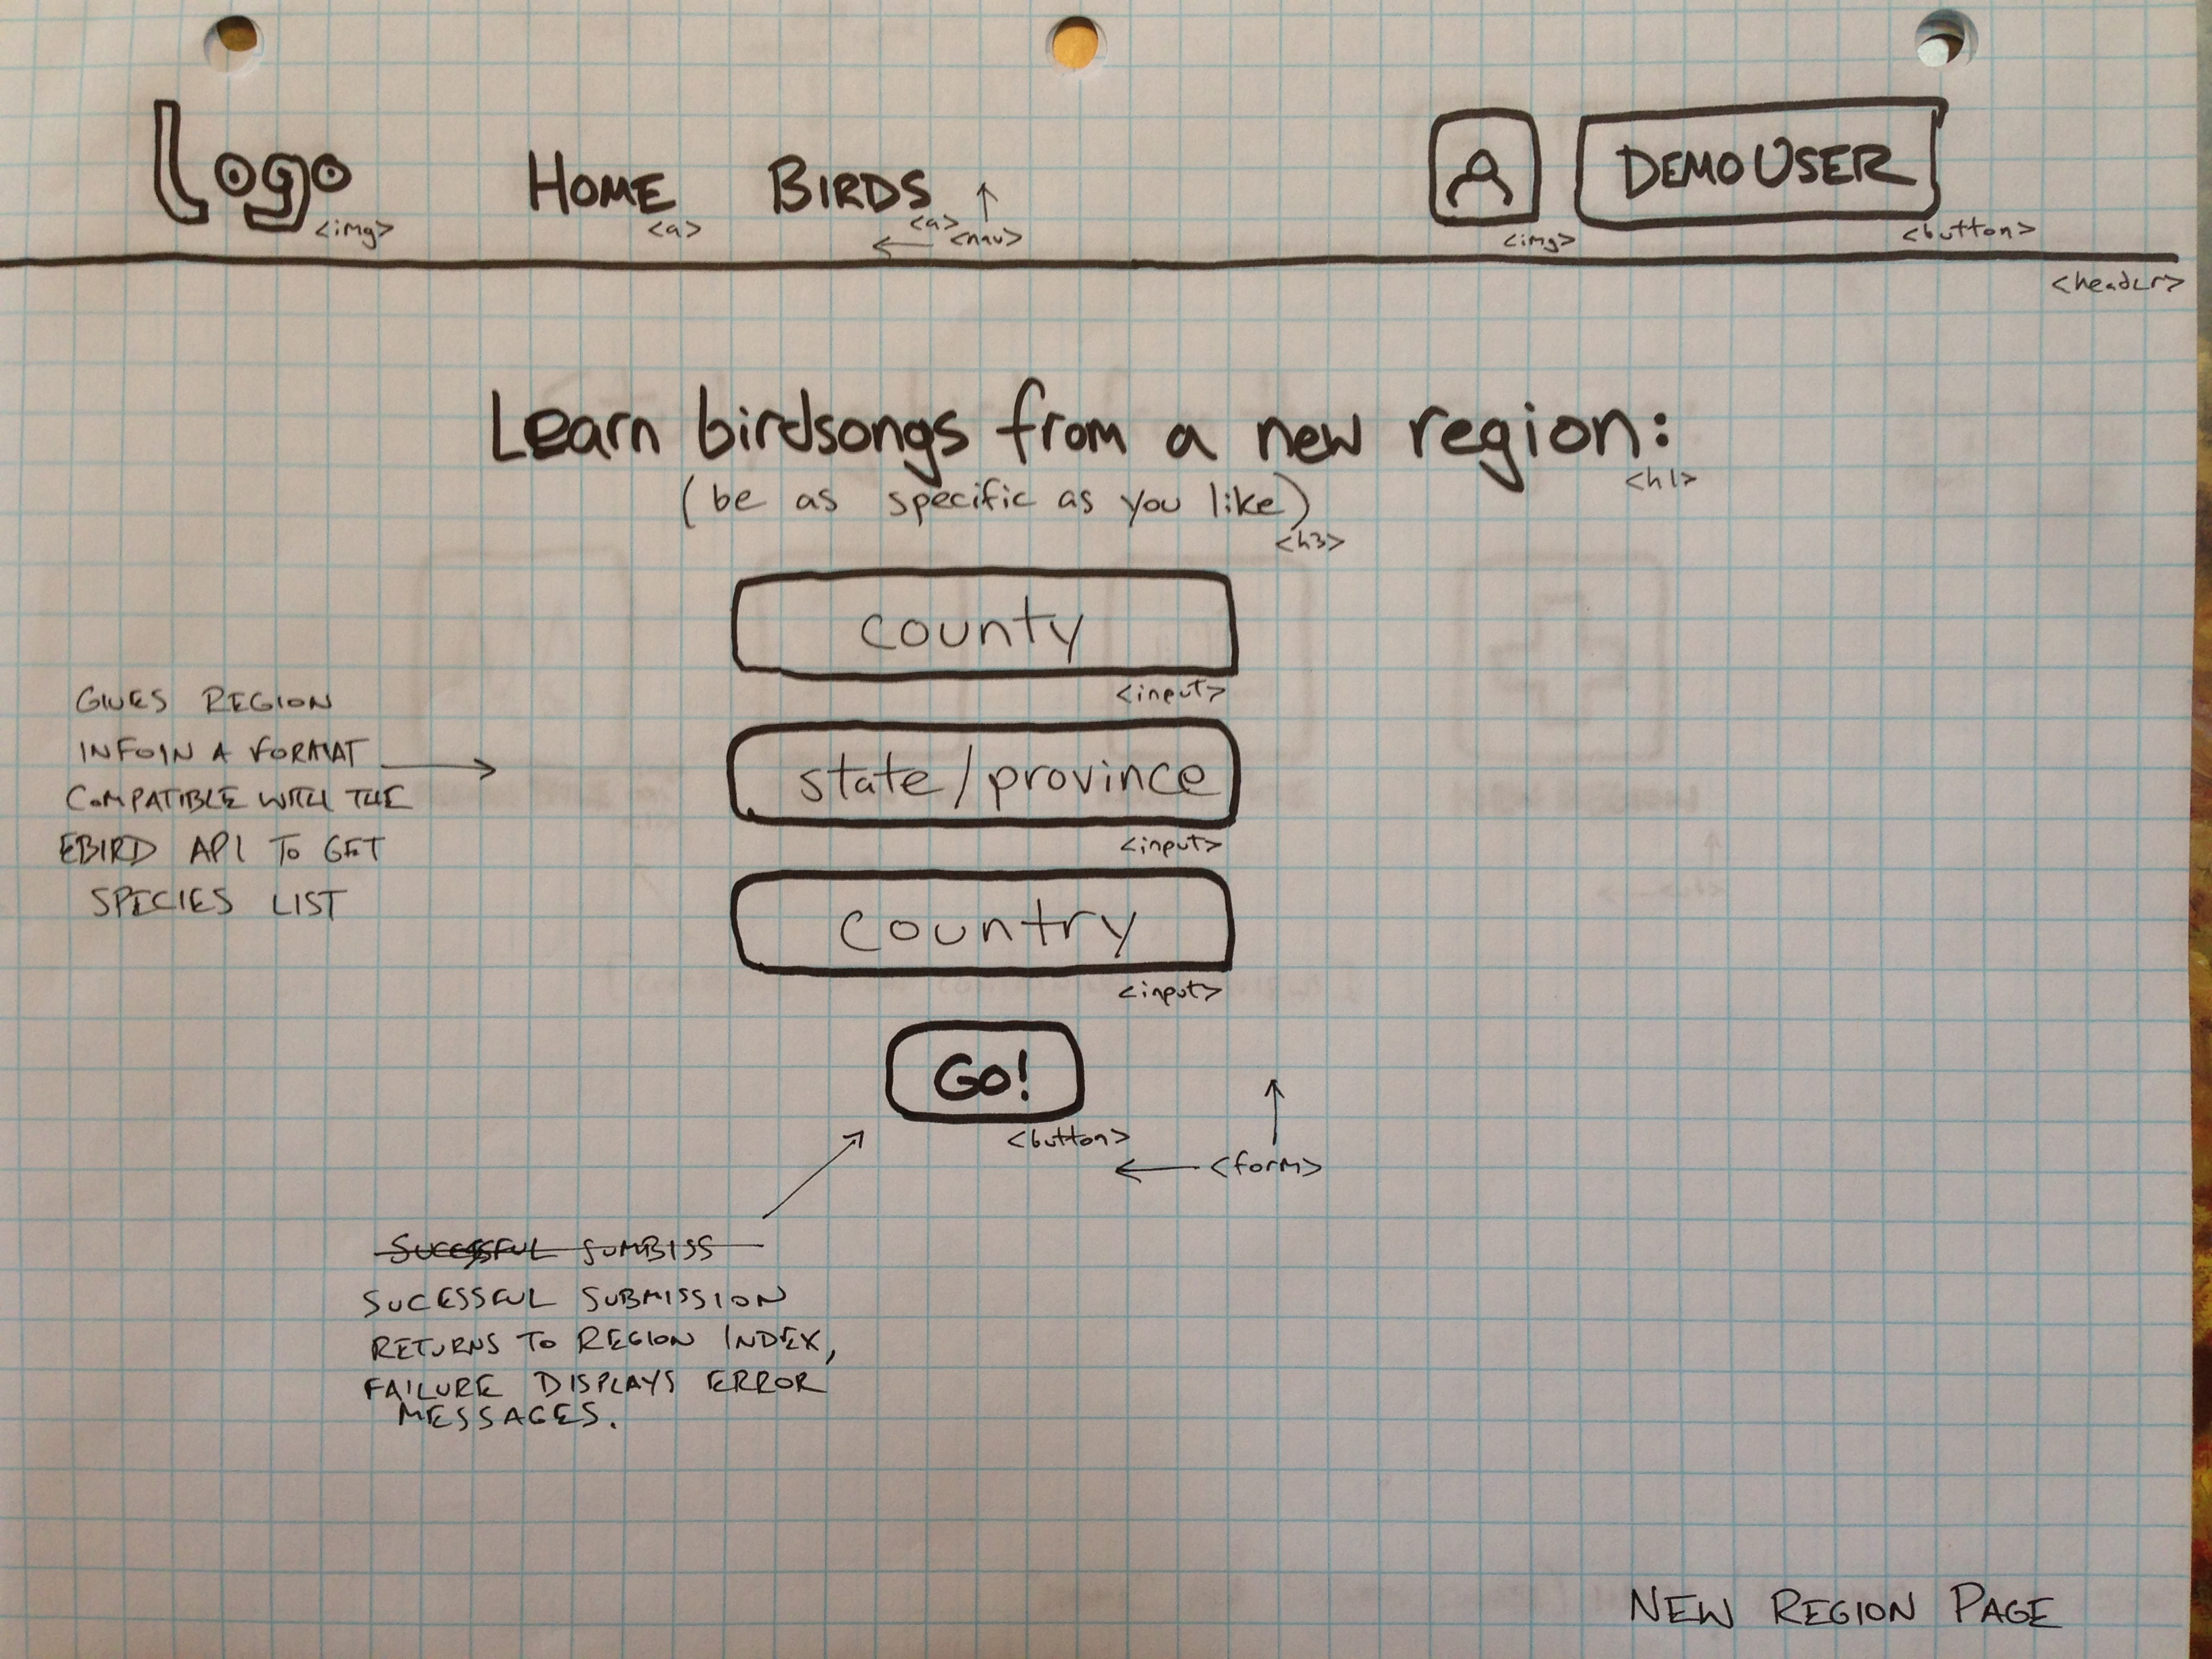 Logo
<img>
HOME
<a>
BIRDS
<a>
<nav>
<img>
DEMO USER
<button>
<header>
Learn birdsongs from a new region:
<h1>
(be as specific as you like)
<h3>
GIVES REGION
INFO IN A FORMAT
COMPATIBLE WITH THE
EBIRD API TO GET
SPECIES LIST
county
<input>
state/province
<input>
Country
<input>
GO!
<button>
<form>
SUCESSFUL SUBMISSION
RETURNS TO REGION INDEX,
FAILURE DISPLAYS ERROR
MESSAGES.
NEW REGION PAGE